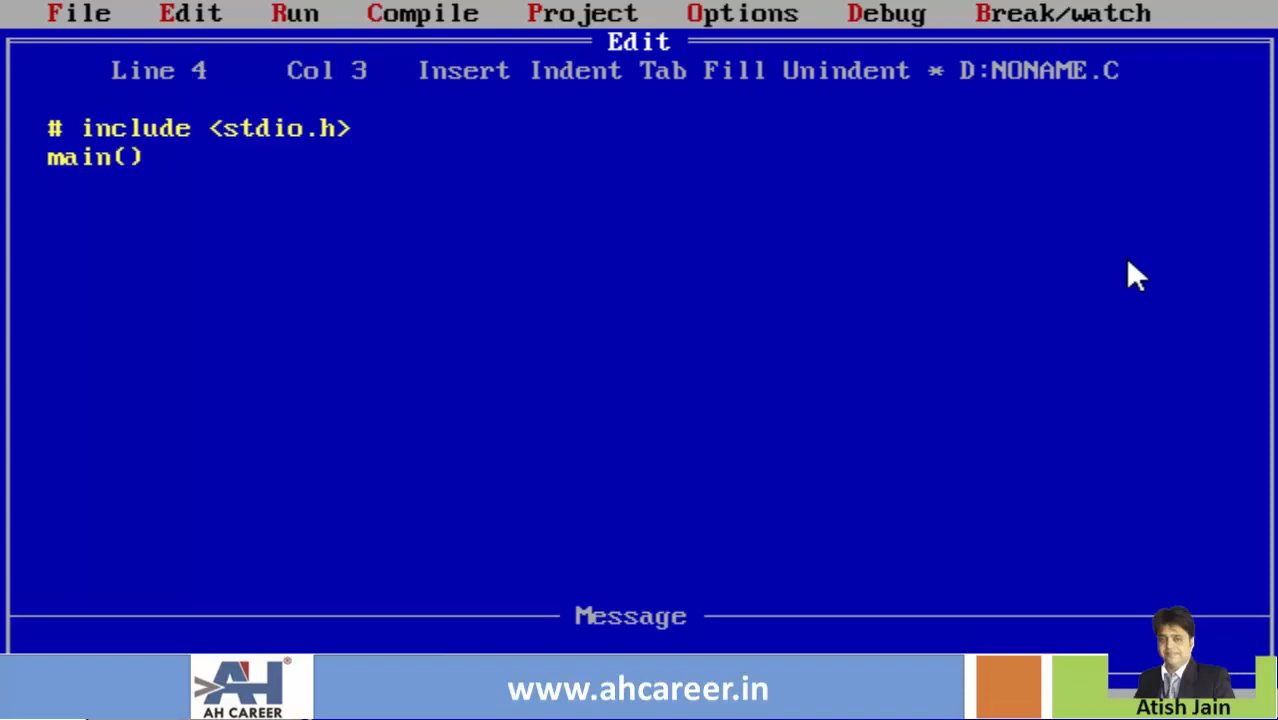 File Edit Run Compile Project Options Debug Break/watch
Edit
Line 4 Col 3 Insert Indent Tab Fill Unindent * D:NONAME.C
# include <stdio.h>
main()
Message
AH
AH CAREER
www.ahcareer.in
Atish Jain